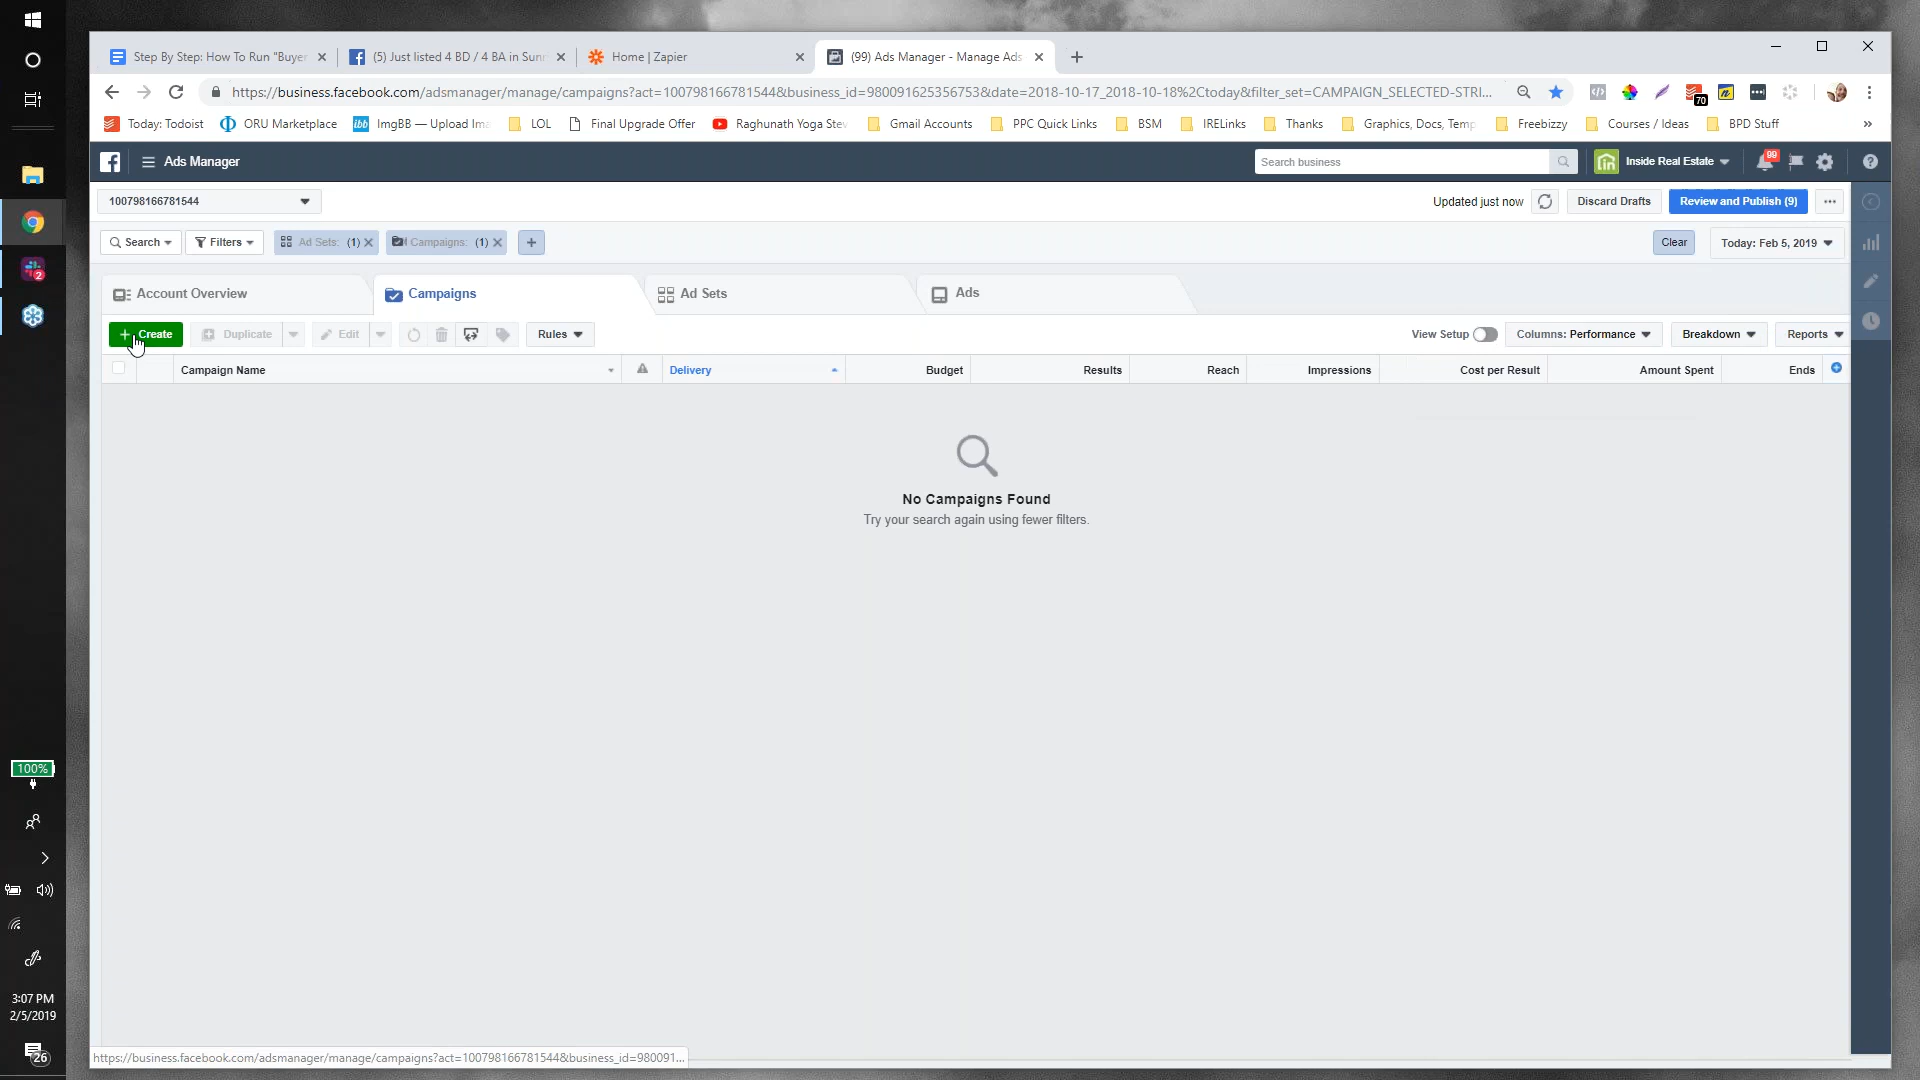 Step By Step: How To Run "Buyer
(5) Just listed 4 BD / 4 BA in Sunn
Home | Zapier
(99) Ads Manager - Manage Ads
https://business.facebook.com/adsmanager/manage/campaigns?act=100798166781544&business_id=980091625356753&date=2018-10-17_2018-10-18%2Ctoday&filter_set=CAMPAIGN_SELECTED-STRI...
70
Today: Todoist
ORU Marketplace
ibb
ImgBB — Upload Ima
LOL
Final Upgrade Offer
Raghunath Yoga Stev
Gmail Accounts
PPC Quick Links
BSM
IRELinks
Thanks
Graphics, Docs, Temp
Freebizzy
Courses / Ideas
BPD Stuff
»
Ads Manager
Search business
Inside Real Estate
99
100798166781544
Updated just now
Discard Drafts
Review and Publish (9)
Search
Filters
Ad Sets: (1)
Campaigns: (1)
Clear
Today: Feb 5, 2019
Account Overview
Campaigns
Ad Sets
Ads
+ Create
Duplicate
Edit
Rules
View Setup
Columns: Performance
Breakdown
Reports
Campaign Name
Delivery
Budget
Results
Reach
Impressions
Cost per Result
Amount Spent
Ends
No Campaigns Found
Try your search again using fewer filters.
2
100%
3:07 PM
2/5/2019
26
https://business.facebook.com/adsmanager/manage/campaigns?act=100798166781544&business_id=980091...